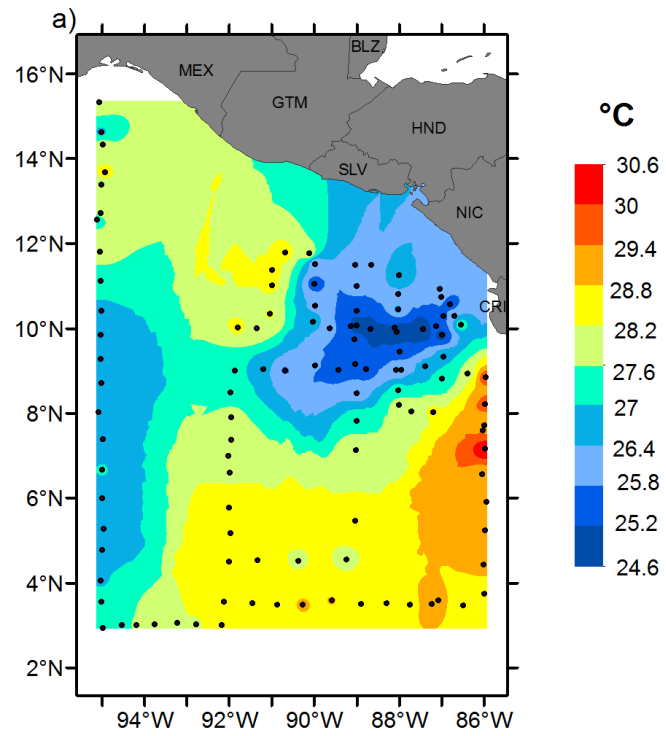 a)
BLZ
16°N
MEX
GTM
HND
14°N
SLV
NIC
12°N
CRI
10°N
8°N
6°N
4°N
2°N
94°W 92°W 90°W 88°W 86°W
°C
30.6
30
29.4
28.8
28.2
27.6
27
26.4
25.8
25.2
24.6